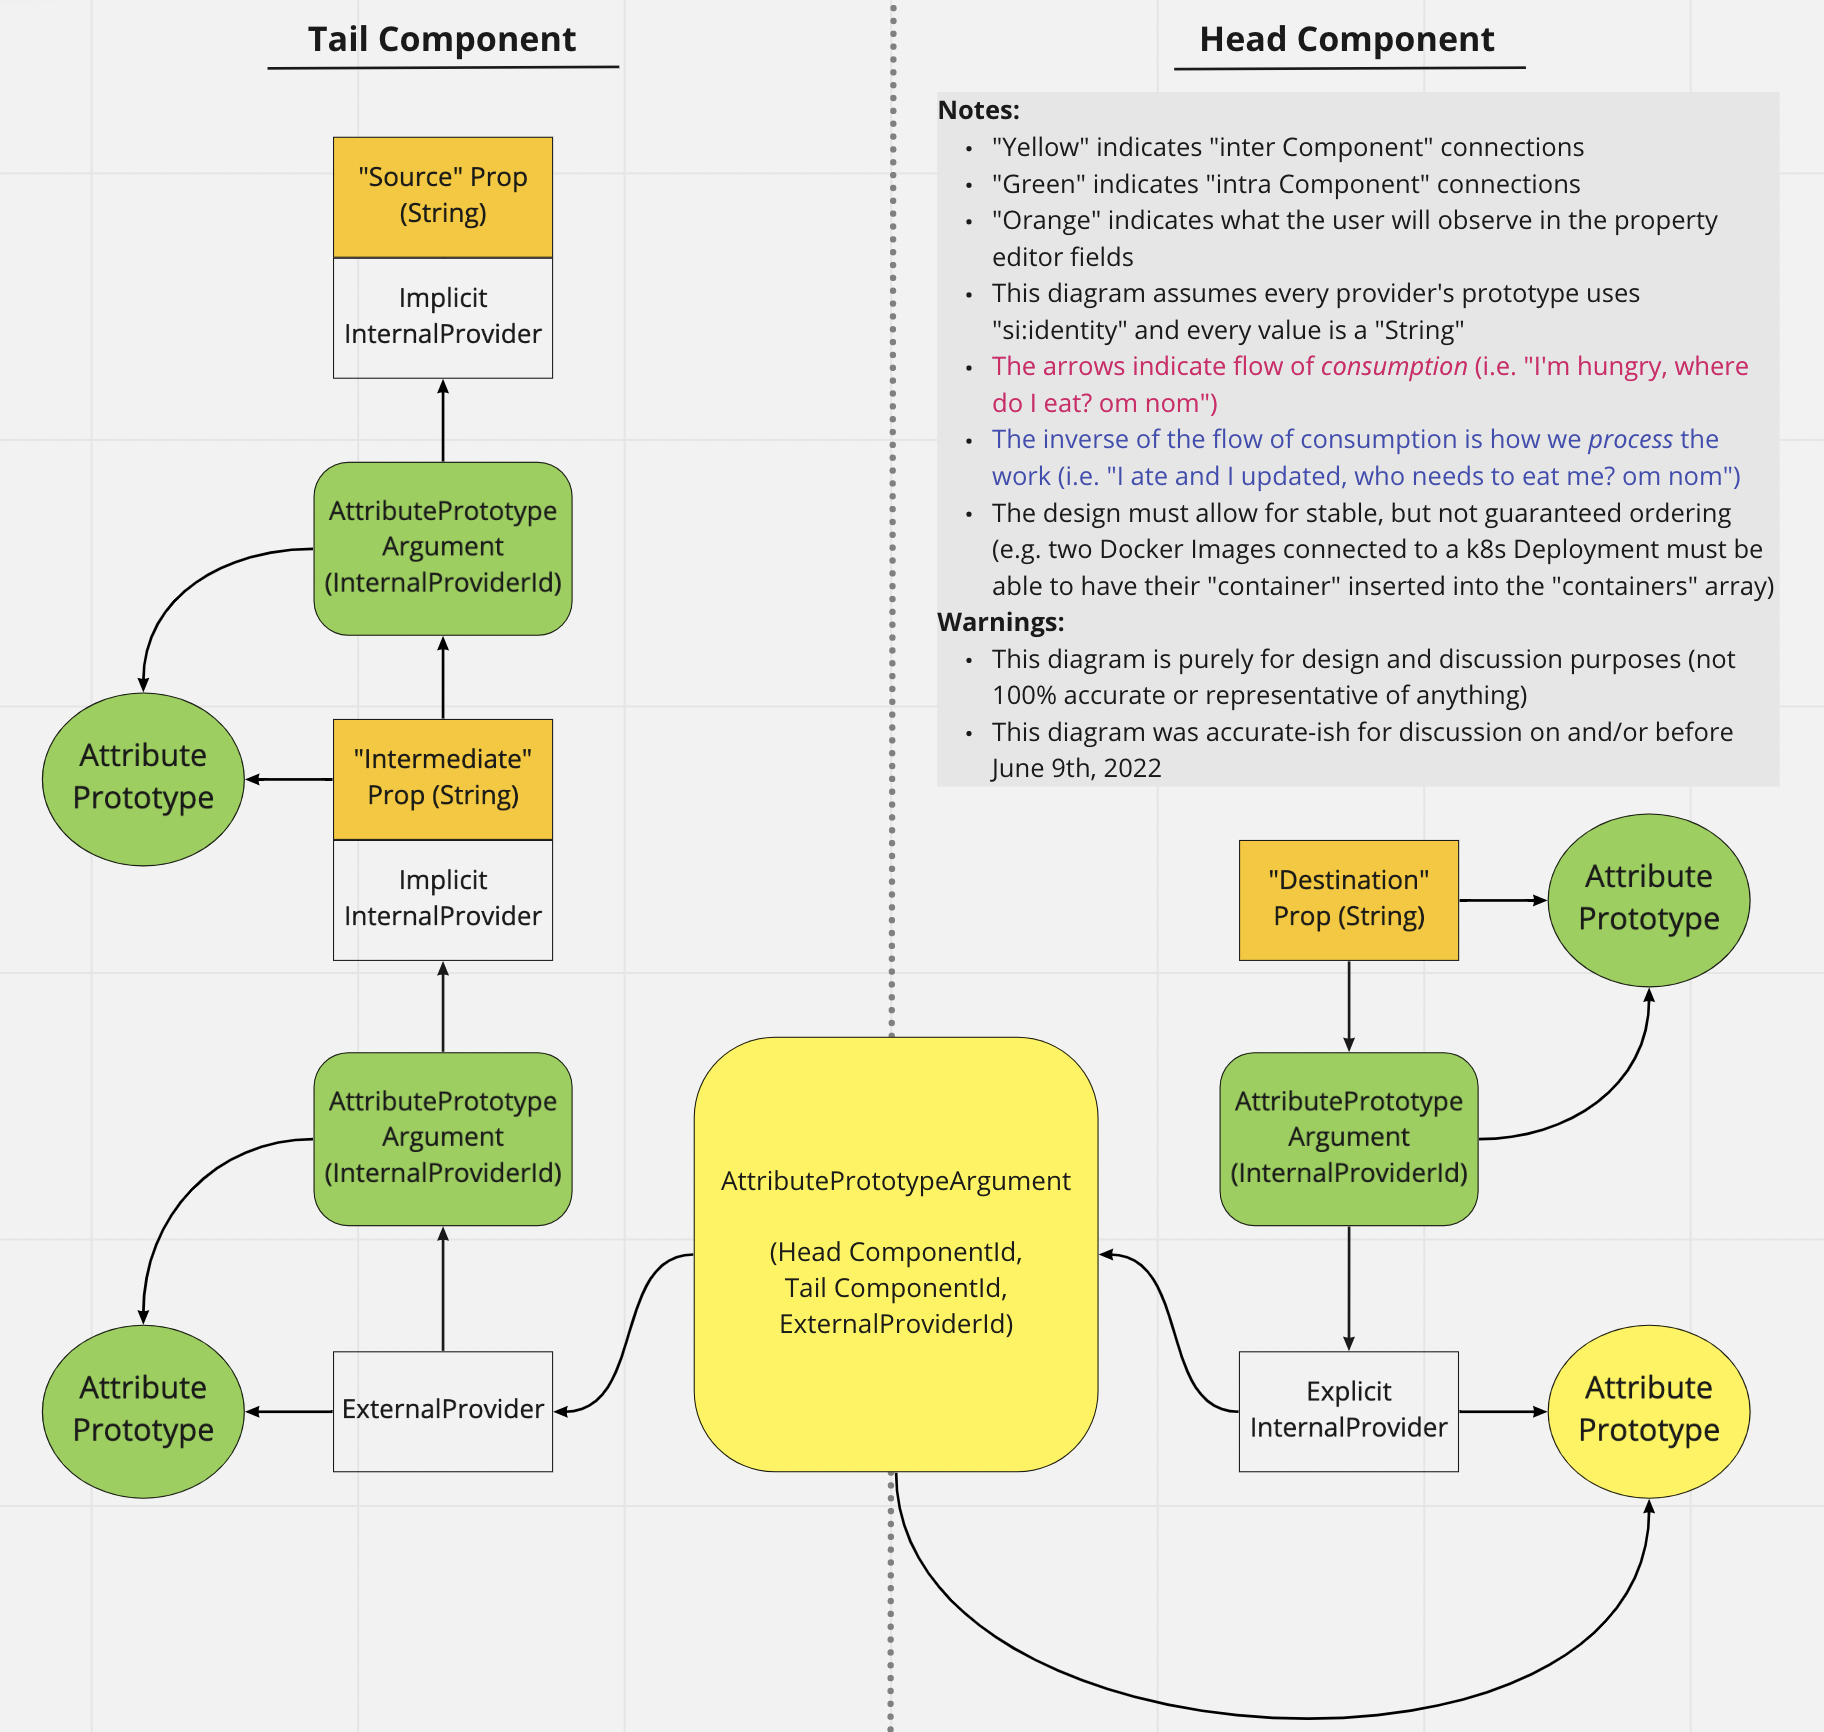 Tail Component
Head Component
Notes:
• "Yellow" indicates "inter Component" connections
• "Green" indicates "intra Component" connections
• "Orange" indicates what the user will observe in the property
editor fields
• This diagram assumes every provider's prototype uses
"si:identity" and every value is a "String"
• The arrows indicate flow of consumption (i.e. "I'm hungry, where
do I eat? om nom")
• The inverse of the flow of consumption is how we process the
work (i.e. "I ate and I updated, who needs to eat me? om nom")
• The design must allow for stable, but not guaranteed ordering
(e.g. two Docker Images connected to a k8s Deployment must be
able to have their "container" inserted into the "containers" array)
Warnings:
• This diagram is purely for design and discussion purposes (not
100% accurate or representative of anything)
• This diagram was accurate-ish for discussion on and/or before
June 9th, 2022
"Source" Prop
(String)
Implicit
InternalProvider
AttributePrototype
Argument
(InternalProviderId)
Attribute
Prototype
"Intermediate"
Prop (String)
Implicit
InternalProvider
AttributePrototype
Argument
(InternalProviderId)
Attribute
Prototype
ExternalProvider
AttributePrototypeArgument
(Head ComponentId,
Tail ComponentId,
ExternalProviderId)
"Destination"
Prop (String)
Attribute
Prototype
AttributePrototype
Argument
(InternalProviderId)
Explicit
InternalProvider
Attribute
Prototype